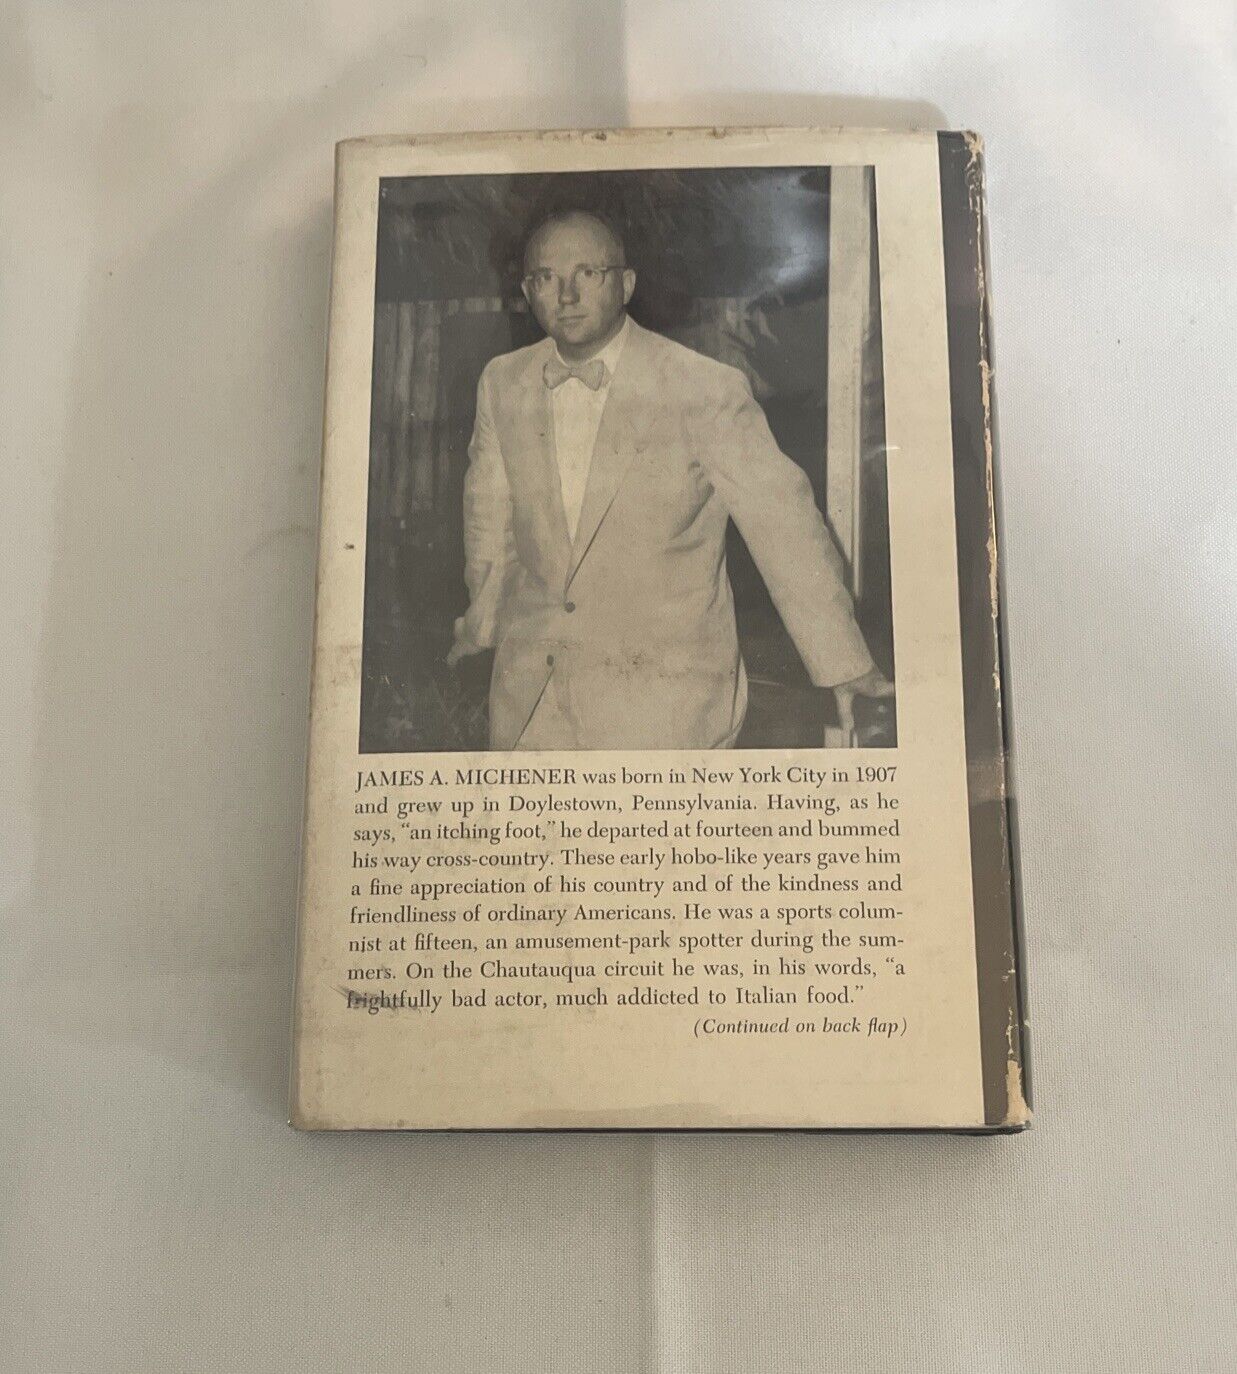 JAMES A. MICHENER was born in New York City in 1907
and grew up in Doylestown, Pennsylvania. Having, as he
says, “an itching foot,” he departed at fourteen and bummed
his way cross-country. These early hobo-like years gave him
a fine appreciation of his country and of the kindness and
friendliness of ordinary Americans. He was a sports colum-
nist at fifteen, an amusement-park spotter during the sum-
mers. On the Chautauqua circuit he was, in his words, “a
frightfully bad actor, much addicted to Italian food.”
(Continued on back flap)